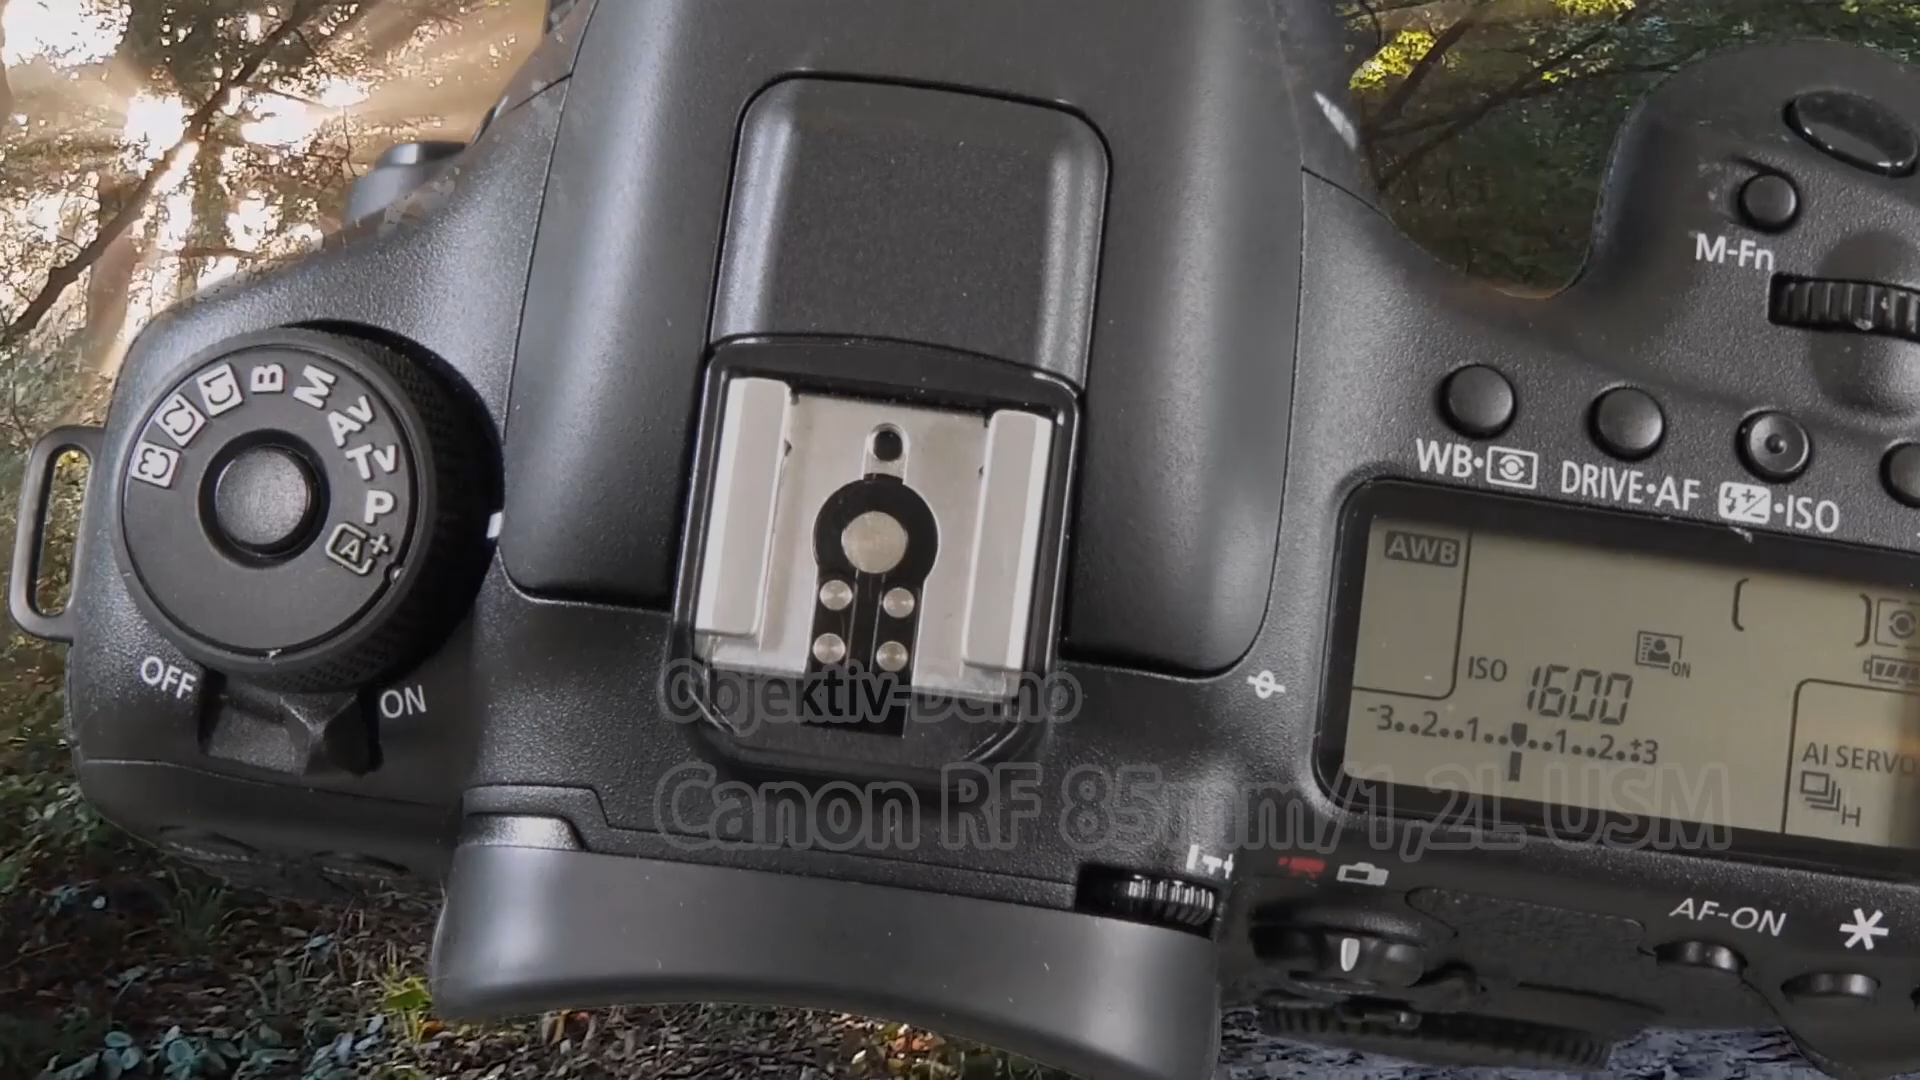 C3
C2
C1
B
M
Av
Tv
P
A+
OFF
ON
M-Fn
WB•
DRIVE•AF
•ISO
AWB
ISO 1600
ON
-3..2..1..▮..1..2..+3
AI SERVO
H
Objektiv-Demo
Canon RF 85mm/1,2L USM
AF-ON